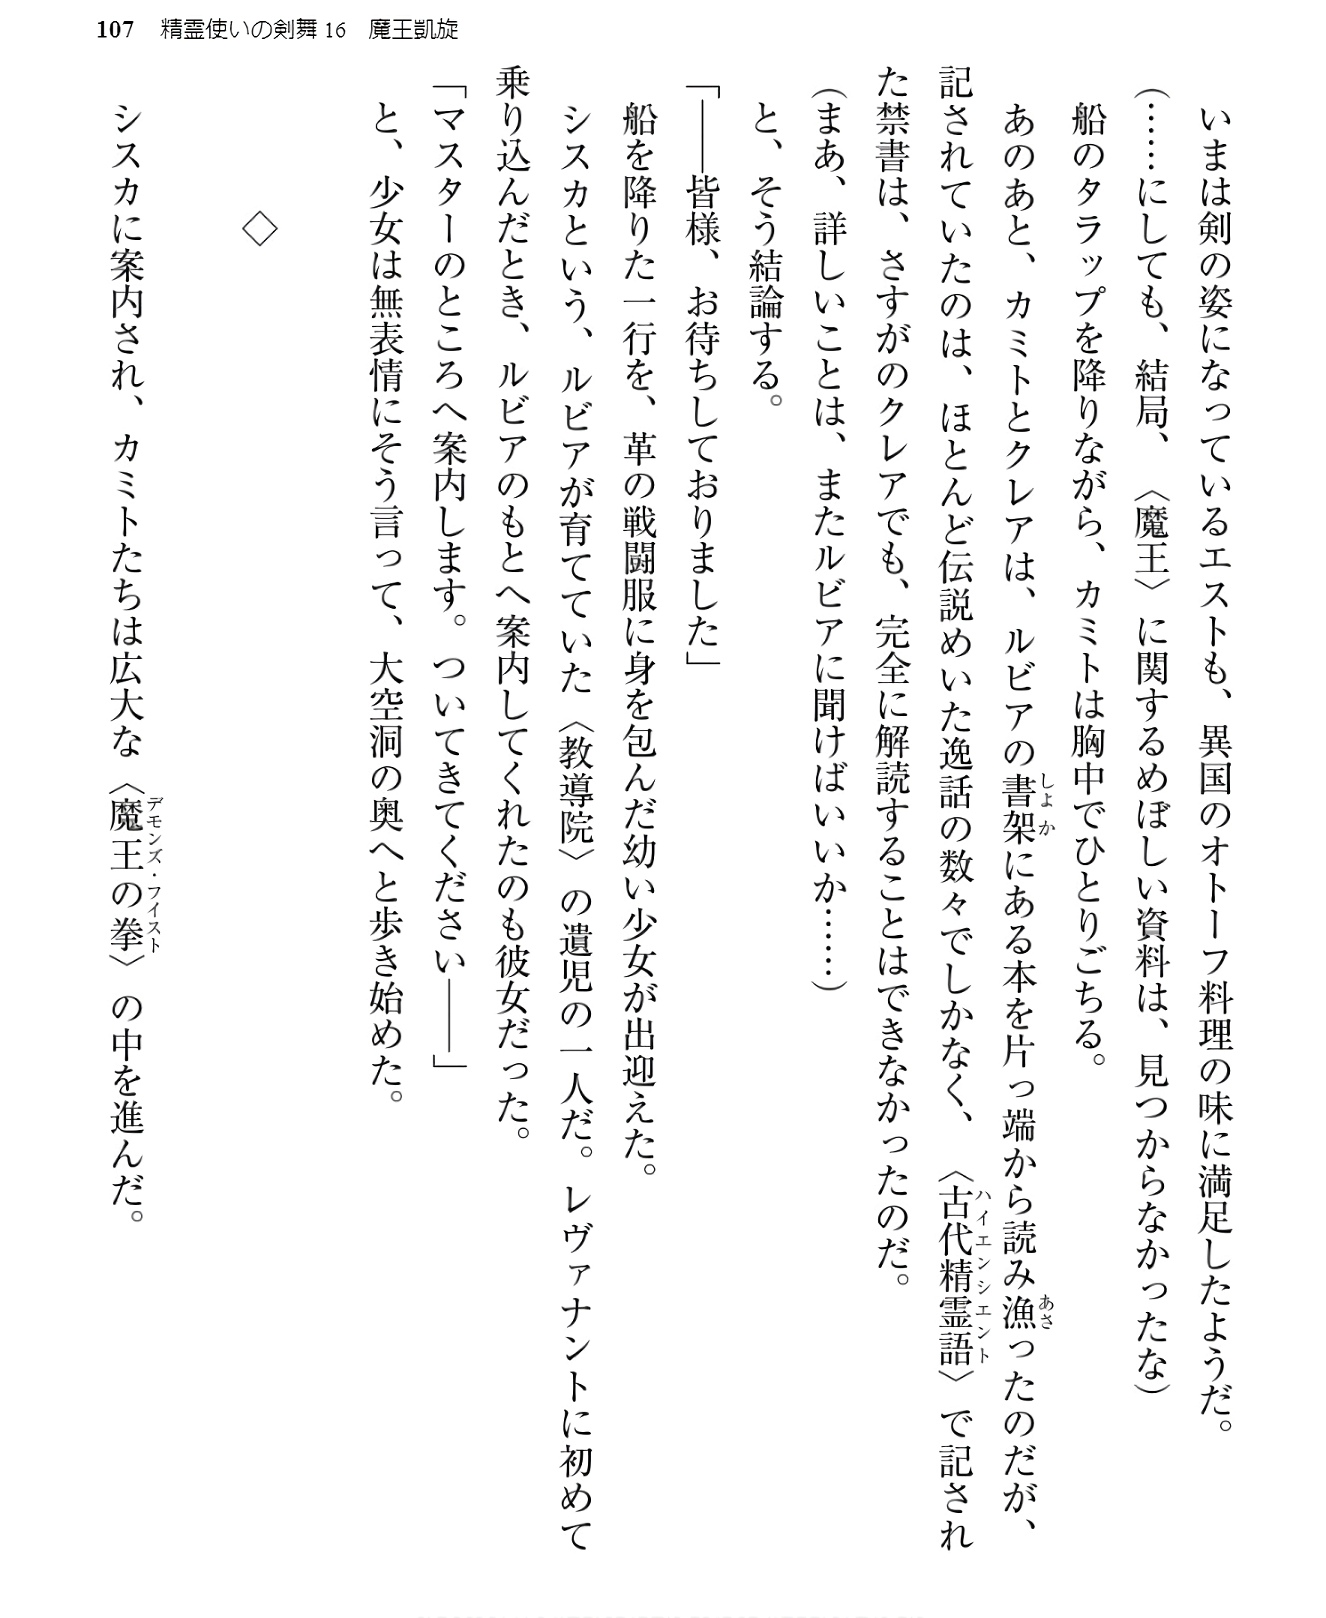 107 精霊使いの剣舞16 魔王凱旋
いまは剣の姿になっているエストも、異国のオトーフ料理の味に満足したようだ。
(……にしても、結局、〈魔王〉に関するめぼしい資料は、見つからなかったな)
船のタラップを降りながら、カミトは胸中でひとりごちる。
あのあと、カミトとクレアは、ルビアの書架にある本を片っ端から読み漁ったのだが、
記されていたのは、ほとんど伝説めいた逸話の数々でしかなく、〈古代精霊語〉で記され
た禁書は、さすがのクレアでも、完全に解読することはできなかったのだ。
(まあ、詳しいことは、またルビアに聞けばいいか……)
と、そう結論する。
「――皆様、お待ちしておりました」
船を降りた一行を、革の戦闘服に身を包んだ幼い少女が出迎えた。
シスカという、ルビアが育てていた〈教導院〉の遺児の一人だ。レヴァナントに初めて
乗り込んだとき、ルビアのもとへ案内してくれたのも彼女だった。
「マスターのところへ案内します。ついてきてください――」
と、少女は無表情にそう言って、大空洞の奥へと歩き始めた。
◇
シスカに案内され、カミトたちは広大な〈魔王の拳〉の中を進んだ。
しょか
あさ
ハイエンシエント
デモンズ・フイスト